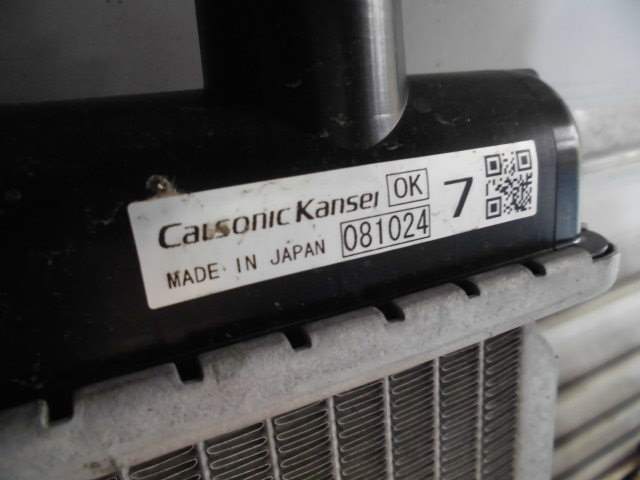 Calsonic Kansei OK
MADE IN JAPAN 081024 7